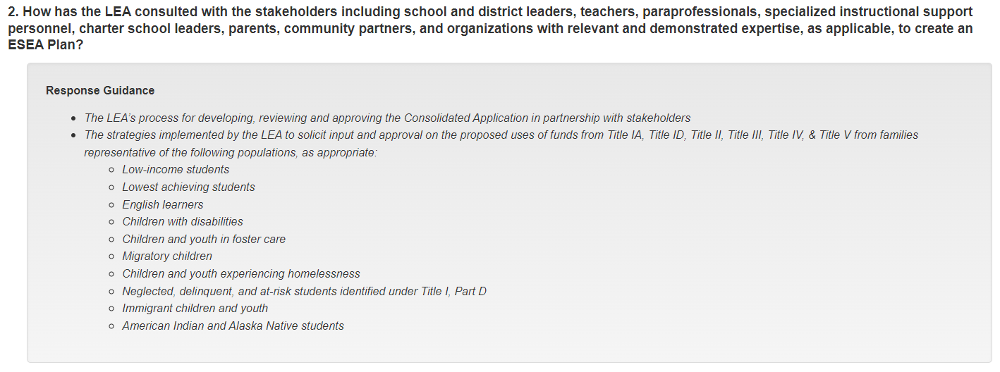 2. How has the LEA consulted with the stakeholders including school and district leaders, teachers, paraprofessionals, specialized instructional support
personnel, charter school leaders, parents, community partners, and organizations with relevant and demonstrated expertise, as applicable, to create an
ESEA Plan?
Response Guidance
• The LEA's process for developing, reviewing and approving the Consolidated Application in partnership with stakeholders
• The strategies implemented by the LEA to solicit input and approval on the proposed uses of funds from Title IA, Title ID, Title II, Title III, Title IV, & Title V from families
representative of the following populations, as appropriate:
◦ Low-income students
◦ Lowest achieving students
◦ English learners
◦ Children with disabilities
◦ Children and youth in foster care
◦ Migratory children
◦ Children and youth experiencing homelessness
◦ Neglected, delinquent, and at-risk students identified under Title I, Part D
◦ Immigrant children and youth
◦ American Indian and Alaska Native students